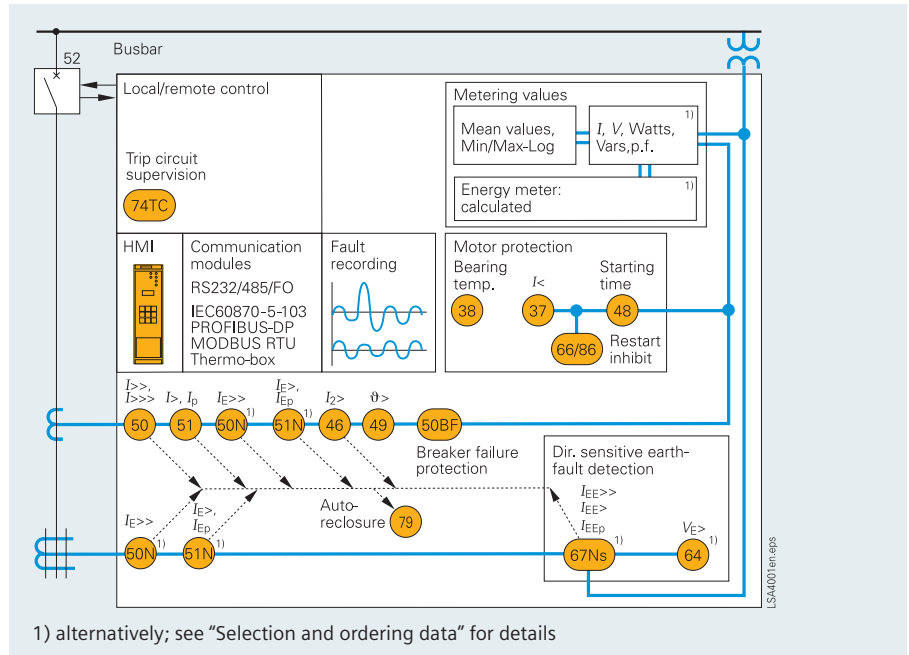 52
Busbar
Local/remote control
Trip circuit
supervision
74TC
Metering values
Mean values,
Min/Max-Log
1)
I, V, Watts,
Vars,p.f.
Energy meter:
calculated
1)
HMI
Communication
modules
RS232/485/FO
IEC60870-5-103
PROFIBUS-DP
MODBUS RTU
Thermo-box
Fault
recording
Motor protection
Bearing
temp.
38
I<
37
Starting
time
48
66/86
Restart
inhibit
I>>,
I>>>
50
I>, Ip
51
IE>>
50N 1)
IE>,
IEp
51N 1)
I2>
46
ϑ>
49
50BF
Breaker failure
protection
Auto-
reclosure
79
IE>>
50N 1)
IE>,
IEp
51N 1)
Dir. sensitive earth-
fault detection
IEE>>
IEE>
IEEp
67Ns 1)
VE>
64 1)
LSA4001en.eps
1) alternatively; see “Selection and ordering data” for details